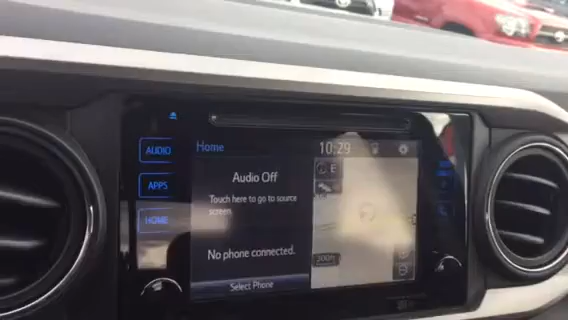 AUDIO
APPS
HOME
Home
10:29
Audio Off
Touch here to go to source
screen.
No phone connected.
Select Phone
E
300ft